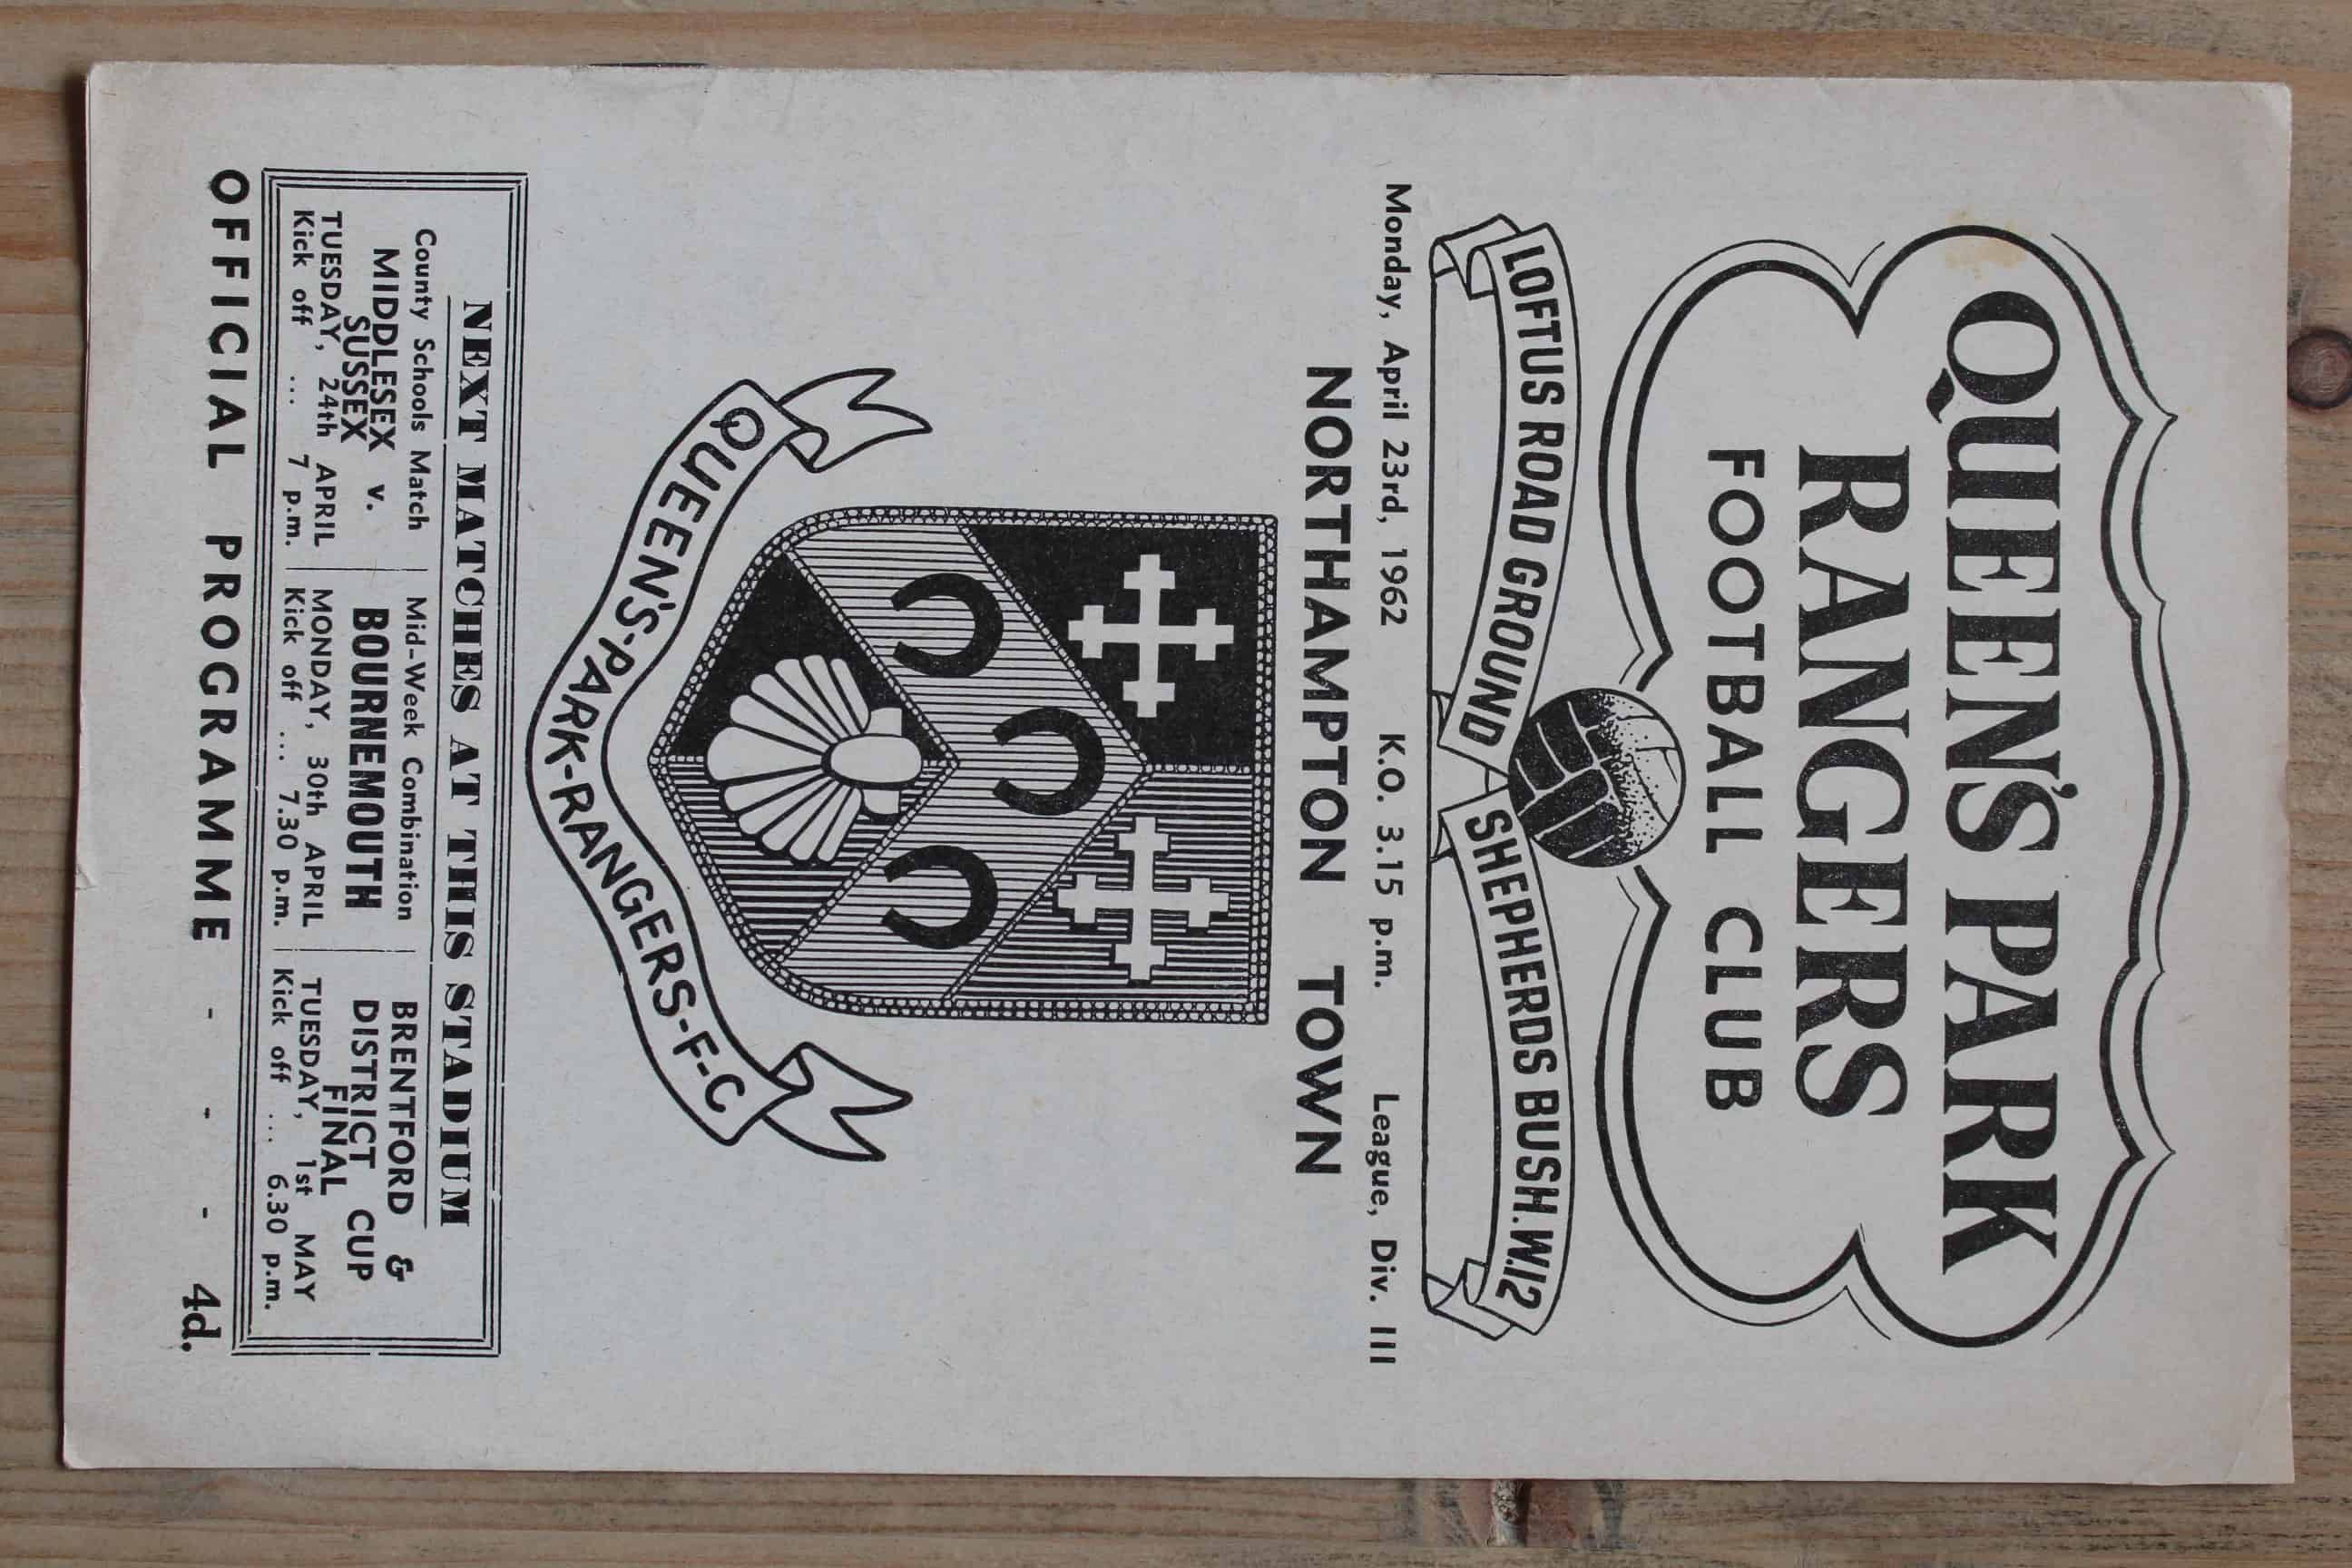 QUEEN'S PARK
RANGERS
FOOTBALL CLUB
LOFTUS ROAD GROUND
SHEPHERDS BUSH.W.12
Monday, April 23rd, 1962 K.O. 3.15 p.m. League, Div. III
NORTHAMPTON TOWN
QUEEN'S-PARK-RANGERS-F-C
NEXT MATCHES AT THIS STADIUM
County Schools Match
MIDDLESEX v.
SUSSEX
TUESDAY, 24th APRIL
Kick off ... 7 p.m.
Mid-Week Combination
BOURNEMOUTH
MONDAY, 30th APRIL
Kick off ... 7.30 p.m.
BRENTFORD &
DISTRICT CUP
FINAL
TUESDAY, 1st MAY
Kick off ... 6.30 p.m.
OFFICIAL PROGRAMME - - - 4d.